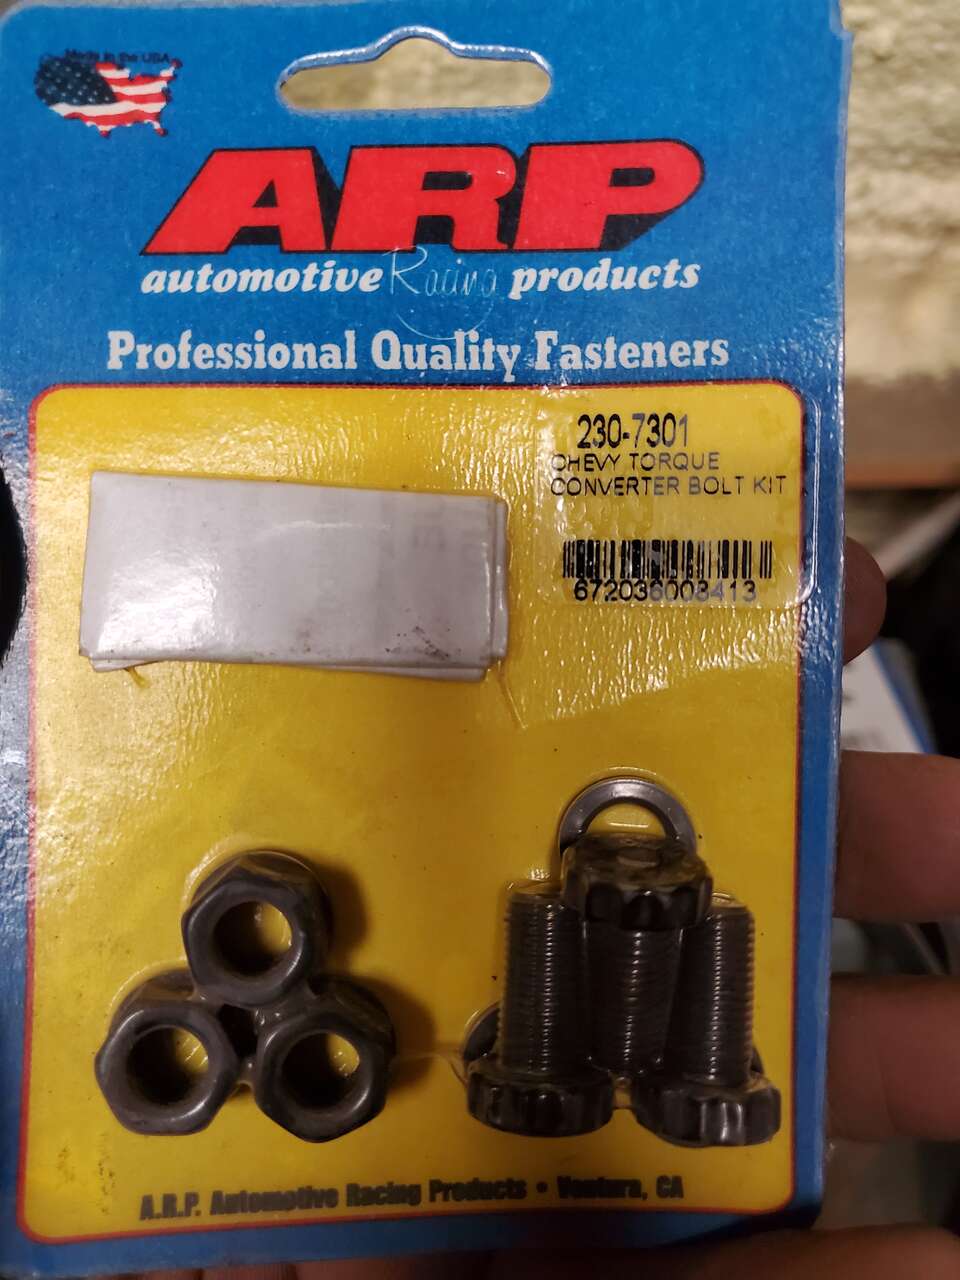 Made in the USA
ARP
automotive Racing products
Professional Quality Fasteners
230-7301
CHEVY TORQUE
CONVERTER BOLT KIT
672036003413
A.R.P. Automotive Racing Products • Ventura, CA